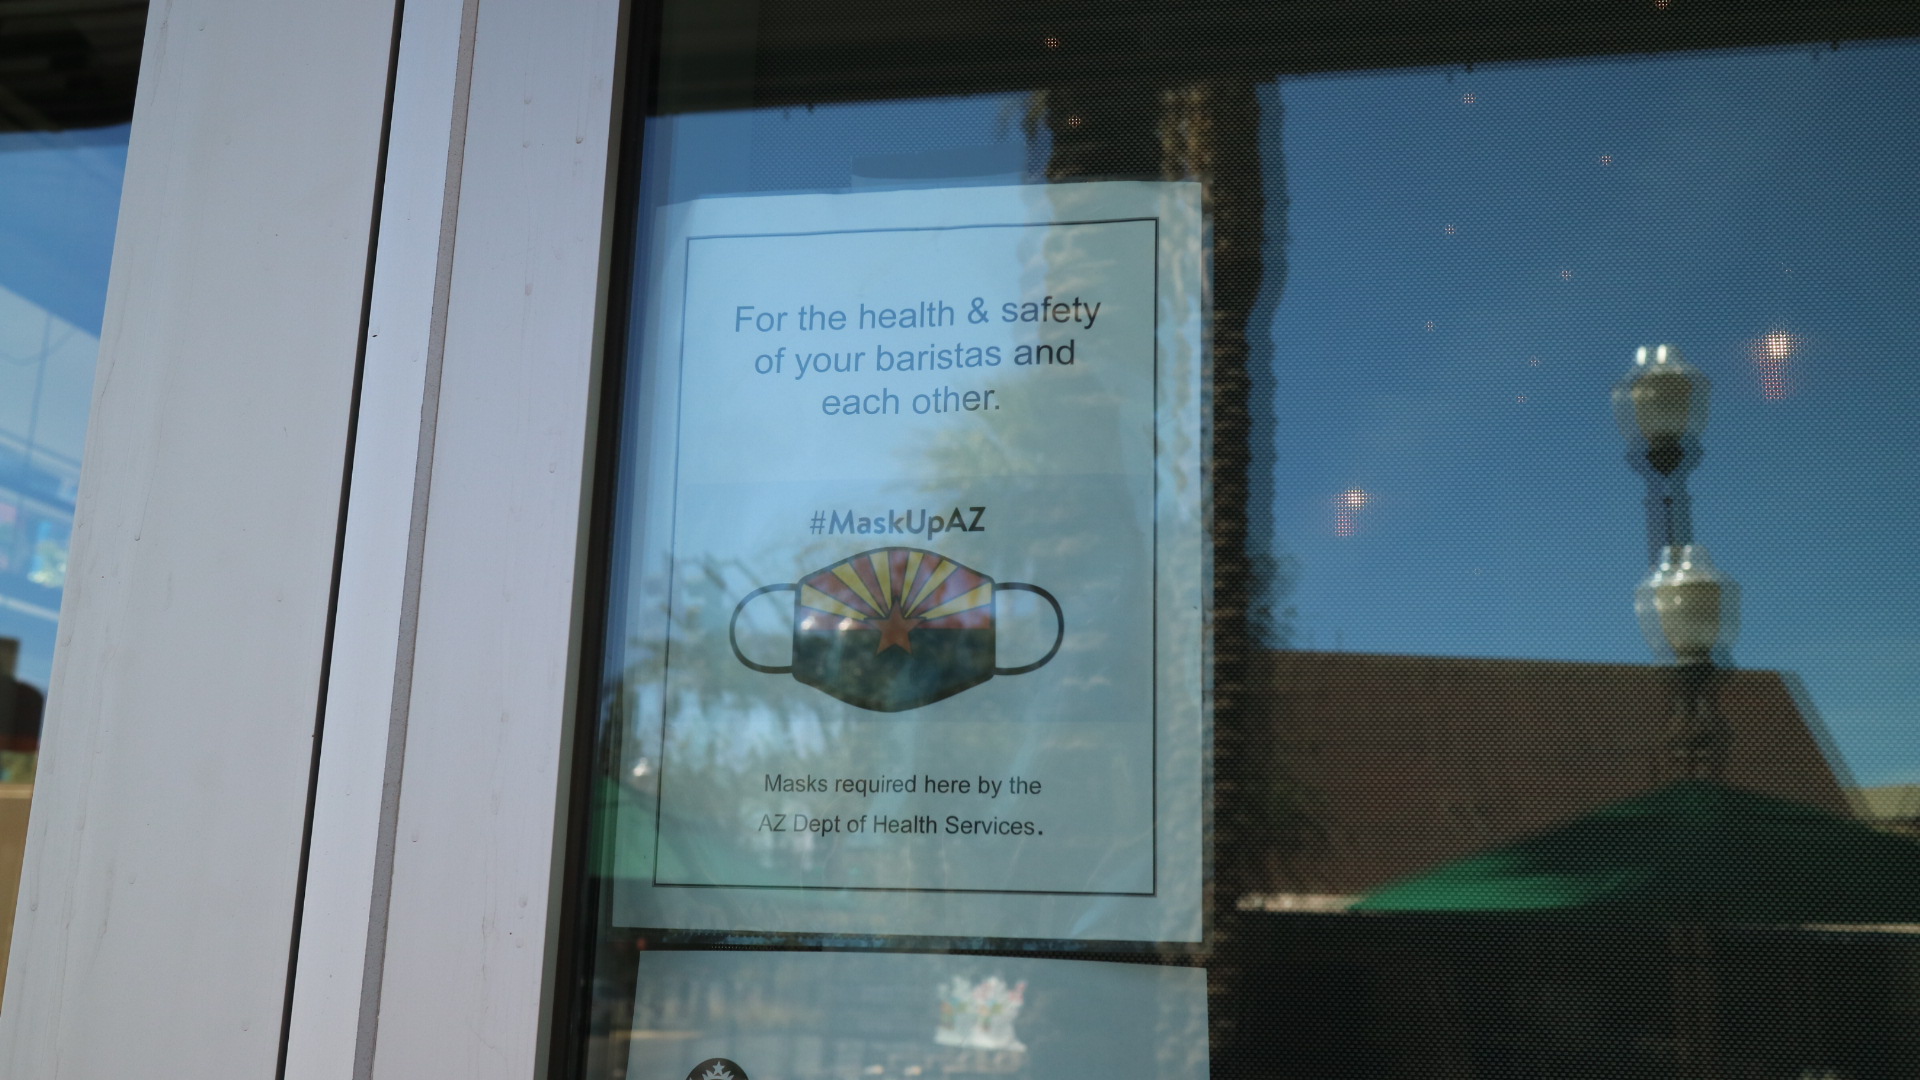 For the health & safety
of your baristas and
each other.
#MaskUpAZ
Masks required here by the
AZ Dept of Health Services.